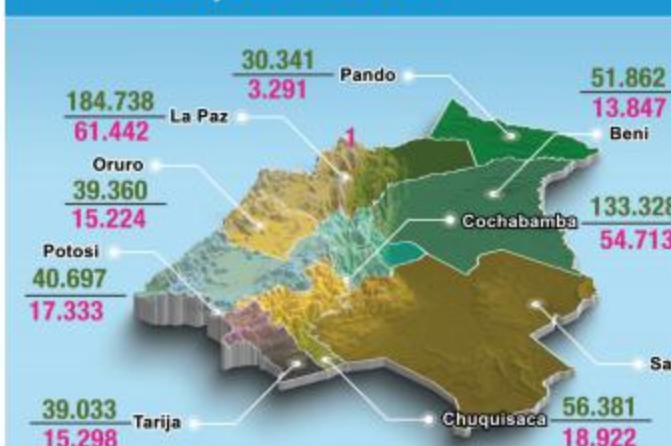 30.341
3.291
Pando
51.862
13.847
Beni
184.738
61.442
La Paz
1
Oruro
39.360
15.224
Cochabamba
133.328
54.713
Potosi
40.697
17.333
39.033
15.298
Tarija
Chuquisaca
56.381
18.922